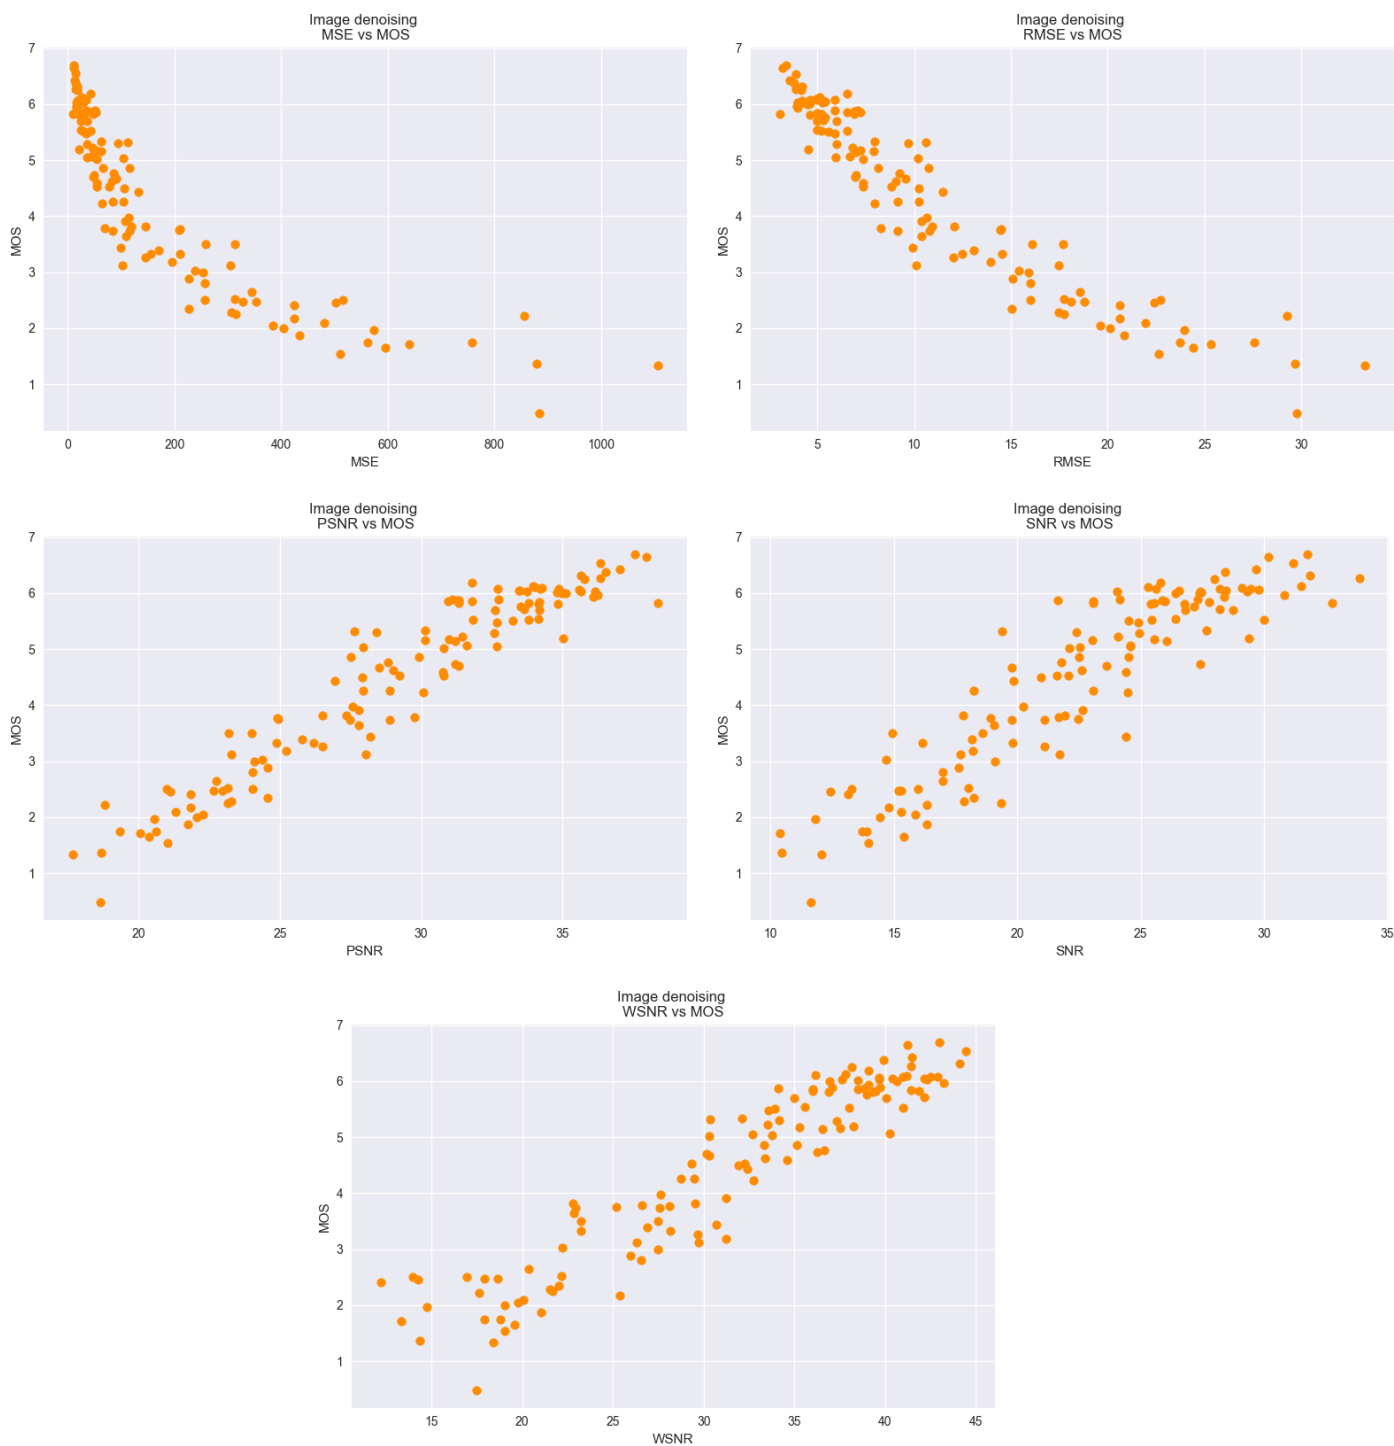 Image denoising
MSE vs MOS
7
6
5
4
3
2
1
MOS
0 200 400 600 800 1000
MSE
Image denoising
RMSE vs MOS
7
6
5
4
3
2
1
MOS
5 10 15 20 25 30
RMSE
Image denoising
PSNR vs MOS
7
6
5
4
3
2
1
MOS
20 25 30 35
PSNR
Image denoising
SNR vs MOS
7
6
5
4
3
2
1
MOS
10 15 20 25 30 35
SNR
Image denoising
WSNR vs MOS
7
6
5
4
3
2
1
MOS
15 20 25 30 35 40 45
WSNR